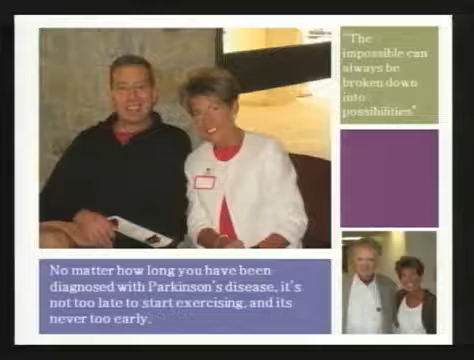 "The
impossible can
always be
broken down
into
possibilities"
No matter how long you have been
diagnosed with Parkinson's disease, it's
not too late to start exercising, and its
never too early.